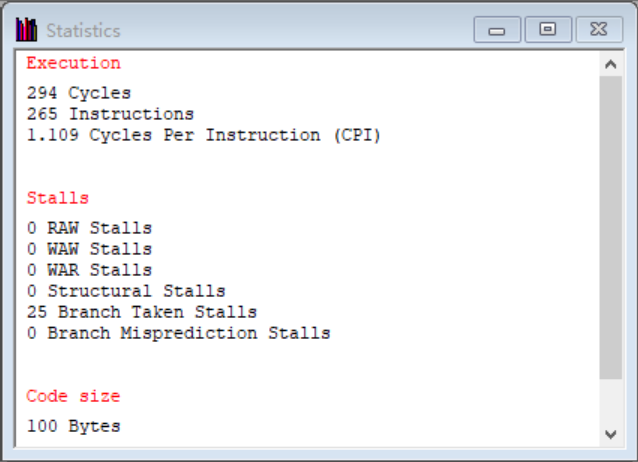 Statistics
Execution
294 Cycles
265 Instructions
1.109 Cycles Per Instruction (CPI)
Stalls
0 RAW Stalls
0 WAW Stalls
0 WAR Stalls
0 Structural Stalls
25 Branch Taken Stalls
0 Branch Misprediction Stalls
Code size
100 Bytes